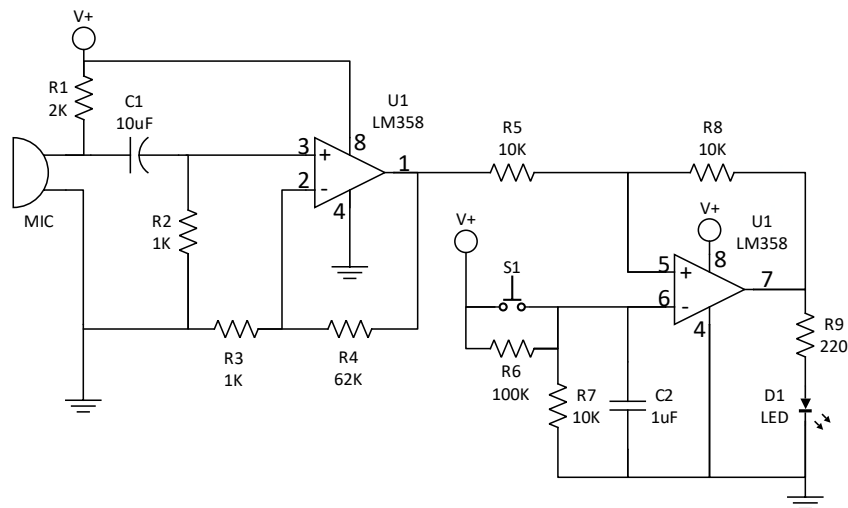 V+
R1
2K
C1
10uF
MIC
R2
1K
R3
1K
R4
62K
3
2
8
1
4
U1
LM358
R5
10K
R8
10K
V+
S1
R6
100K
R7
10K
C2
1uF
V+
U1
LM358
5
6
8
7
4
R9
220
D1
LED